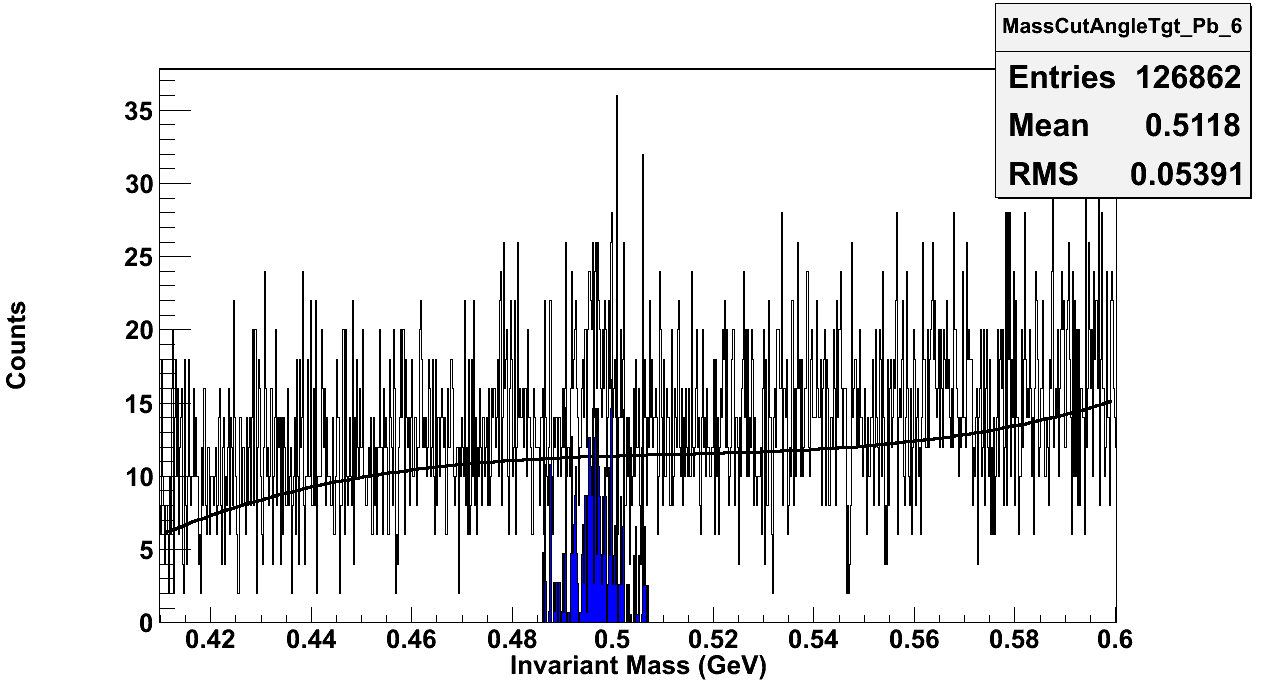 MassCutAngleTgt_Pb_6
Entries 126862
Mean 0.5118
RMS 0.05391
Counts
35
30
25
20
15
10
5
0
0.42 0.44 0.46 0.48 0.5 0.52 0.54 0.56 0.58 0.6
Invariant Mass (GeV)